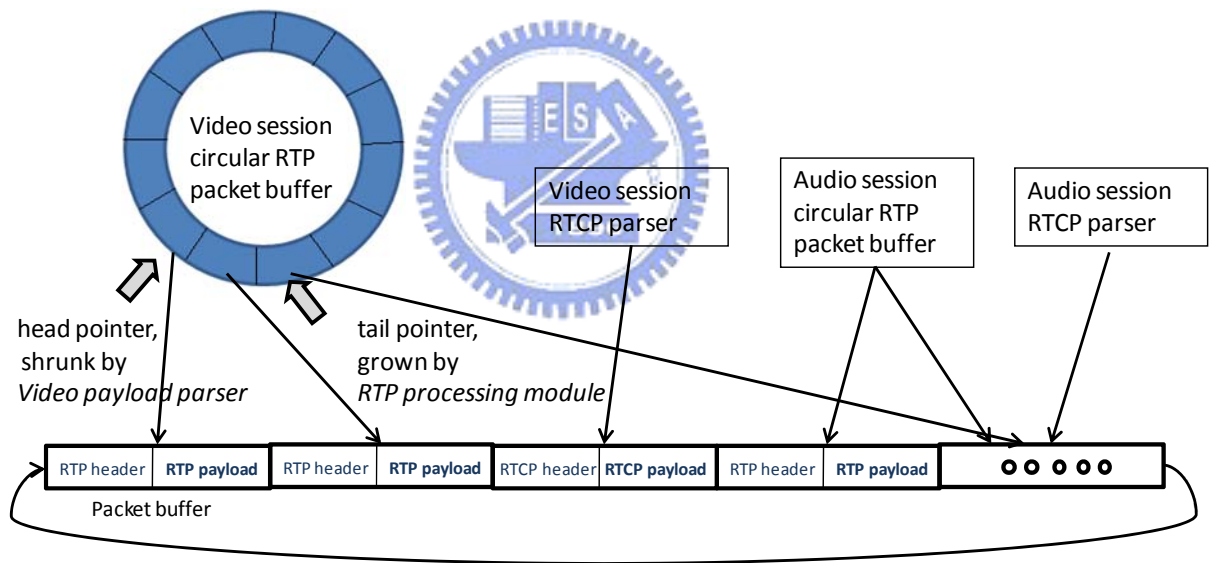 Video session
circular RTP
packet buffer
ESA
Video session
RTCP parser
Audio session
circular RTP
packet buffer
Audio session
RTCP parser
head pointer,
shrunk by
Video payload parser
tail pointer,
grown by
RTP processing module
RTP header RTP payload RTP header RTP payload RTCP header RTCP payload RTP header RTP payload
Packet buffer